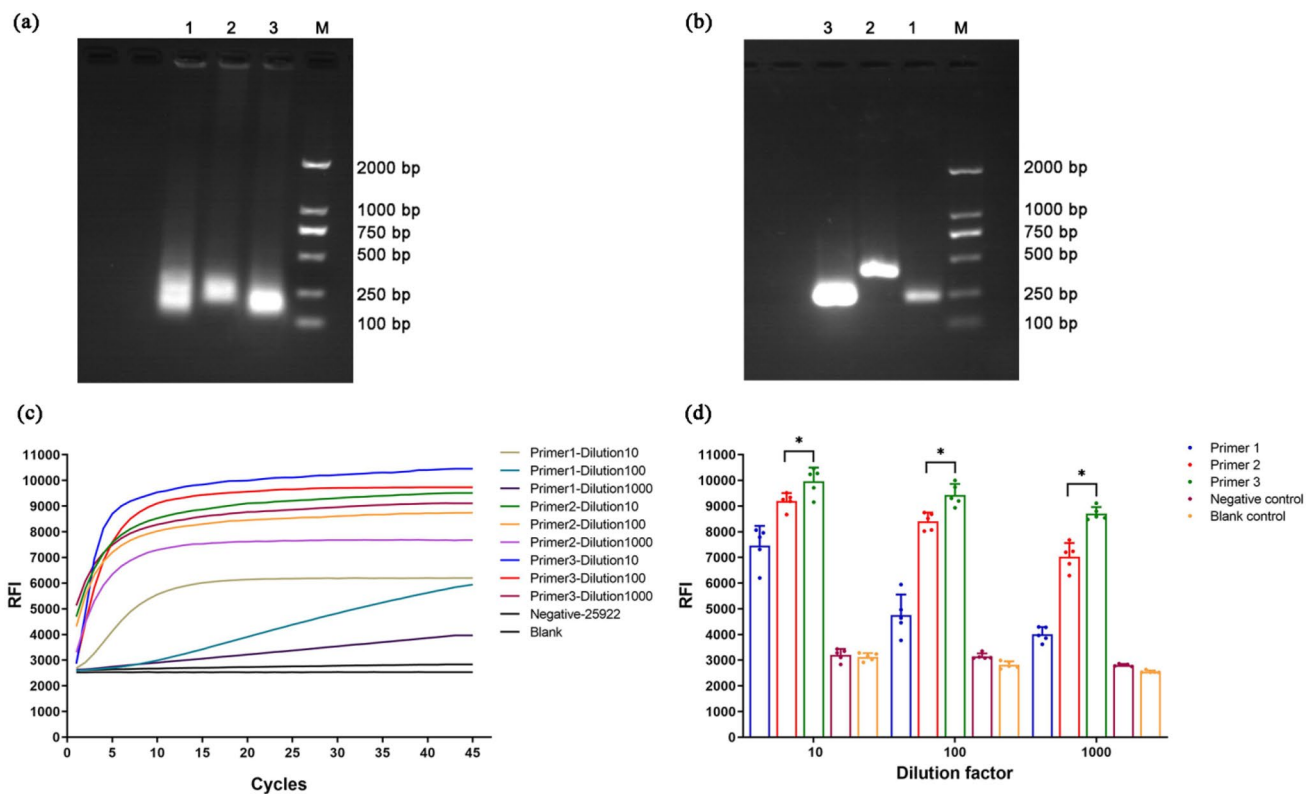 (a)
1 2 3 M
2000 bp
1000 bp
750 bp
500 bp
250 bp
100 bp
(b)
3 2 1 M
2000 bp
1000 bp
750 bp
500 bp
250 bp
100 bp
(c)
11000
10000
9000
8000
7000
6000
5000
4000
3000
2000
1000
0
RFI
0 5 10 15 20 25 30 35 40 45
Cycles
Primer1-Dilution10
Primer1-Dilution100
Primer1-Dilution1000
Primer2-Dilution10
Primer2-Dilution100
Primer2-Dilution1000
Primer3-Dilution10
Primer3-Dilution100
Primer3-Dilution1000
Negative-25922
Blank
(d)
11000
10000
9000
8000
7000
6000
5000
4000
3000
2000
1000
0
RFI
* * *
10 100 1000
Dilution factor
Primer 1
Primer 2
Primer 3
Negative control
Blank control